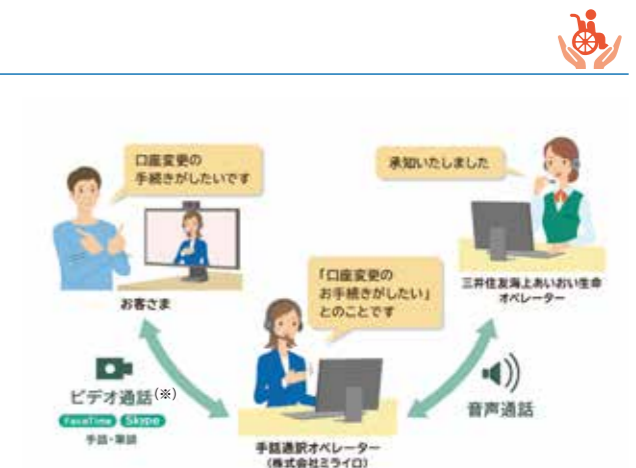 口座変更の
手続きがしたいです
承知いたしました
「口座変更の
お手続きがしたい」
とのことです
お客さま
三井住友海上あいおい生命
オペレーター
ビデオ通話(※)
FaceTime Skype
手話・筆談
音声通話
手話通訳オペレーター
(株式会社ミライロ)